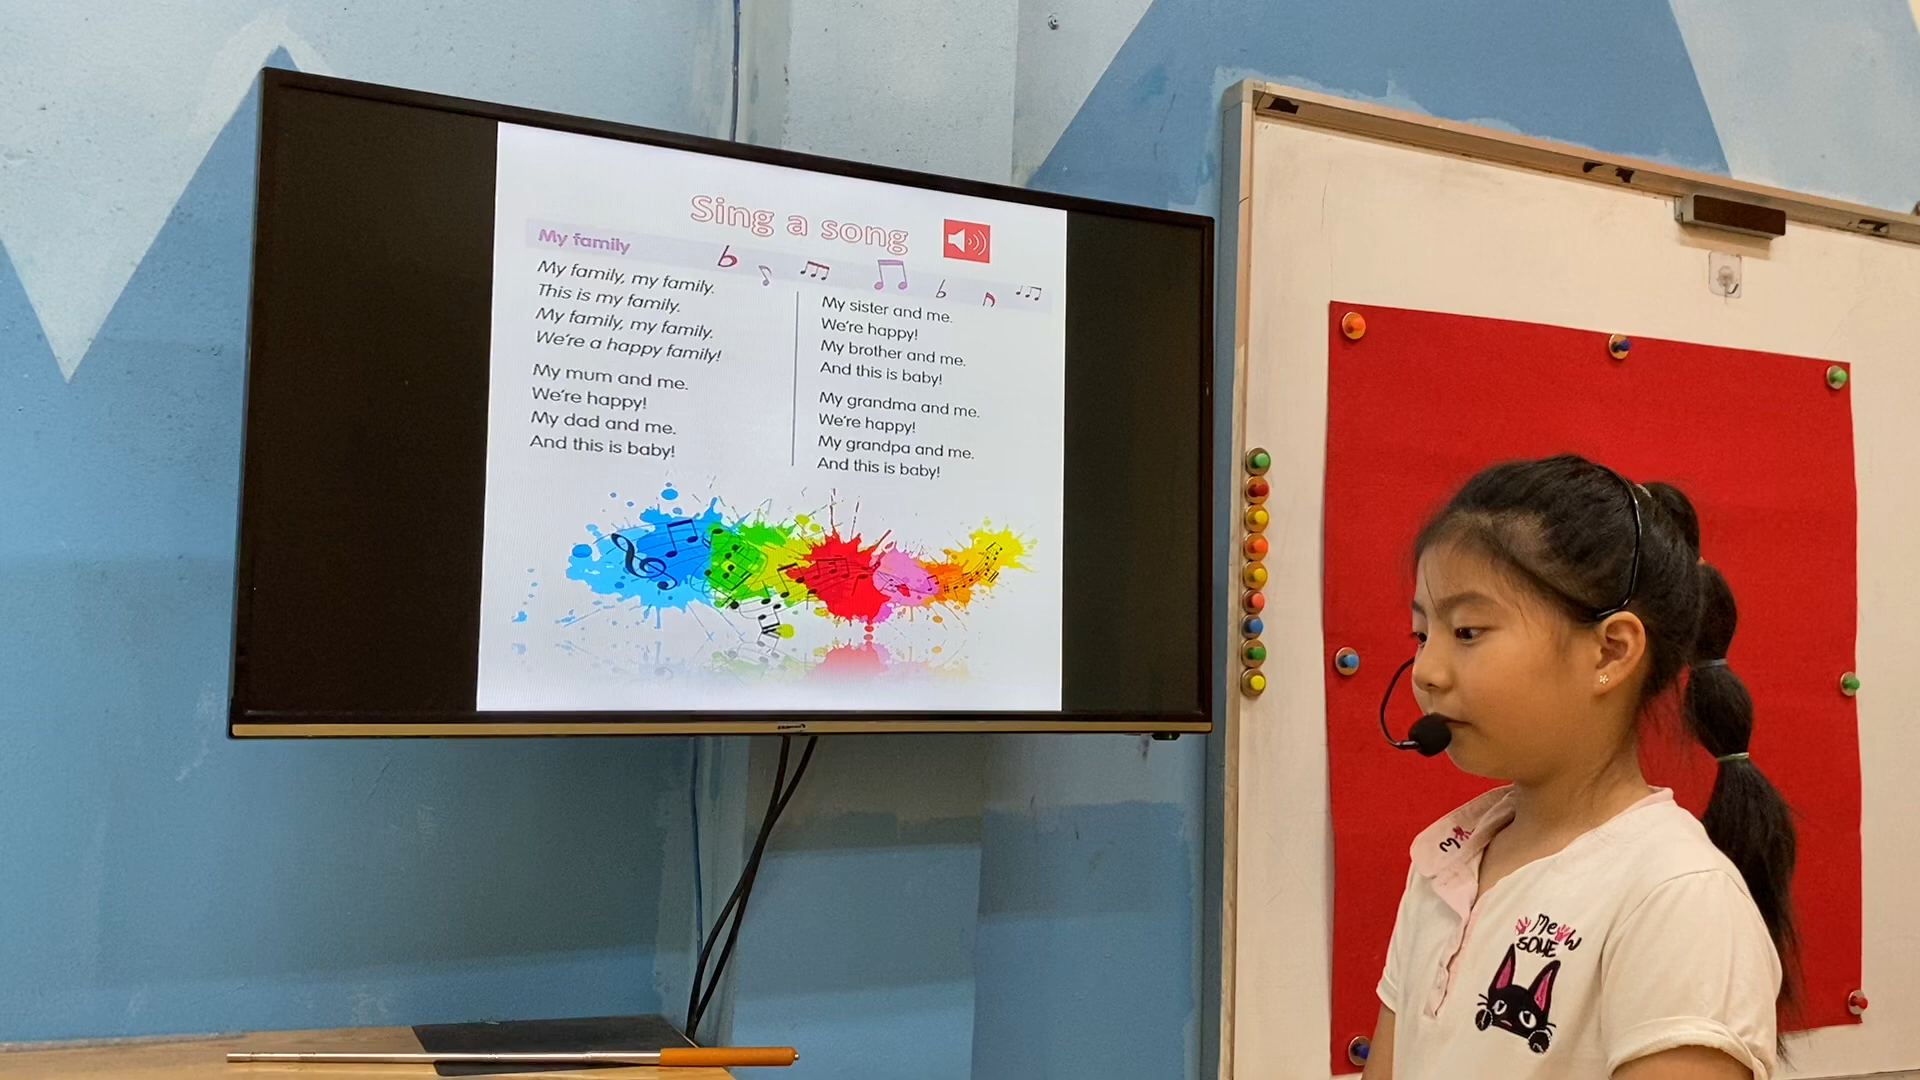 Sing a song
My family
My family, my family.
This is my family.
My family, my family.
We're a happy family!
My mum and me.
We're happy!
My dad and me.
And this is baby!
My sister and me.
We're happy!
My brother and me.
And this is baby!
My grandma and me.
We're happy!
My grandpa and me.
And this is baby!
Meow
SOME